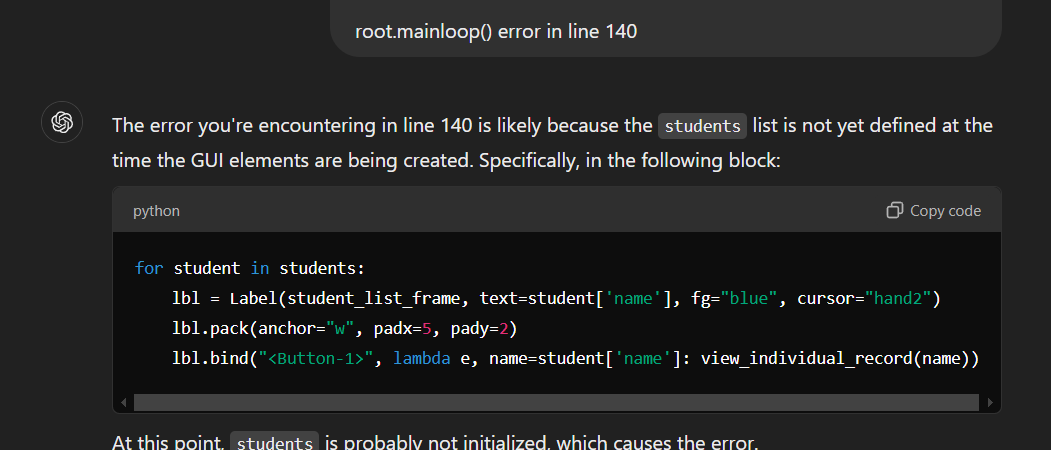 root.mainloop() error in line 140
The error you're encountering in line 140 is likely because the students list is not yet defined at the
time the GUI elements are being created. Specifically, in the following block:
python
Copy code
for student in students:
    lbl = Label(student_list_frame, text=student['name'], fg="blue", cursor="hand2")
    lbl.pack(anchor="w", padx=5, pady=2)
    lbl.bind("<Button-1>", lambda e, name=student['name']: view_individual_record(name))
At this point, students is probably not initialized, which causes the error.